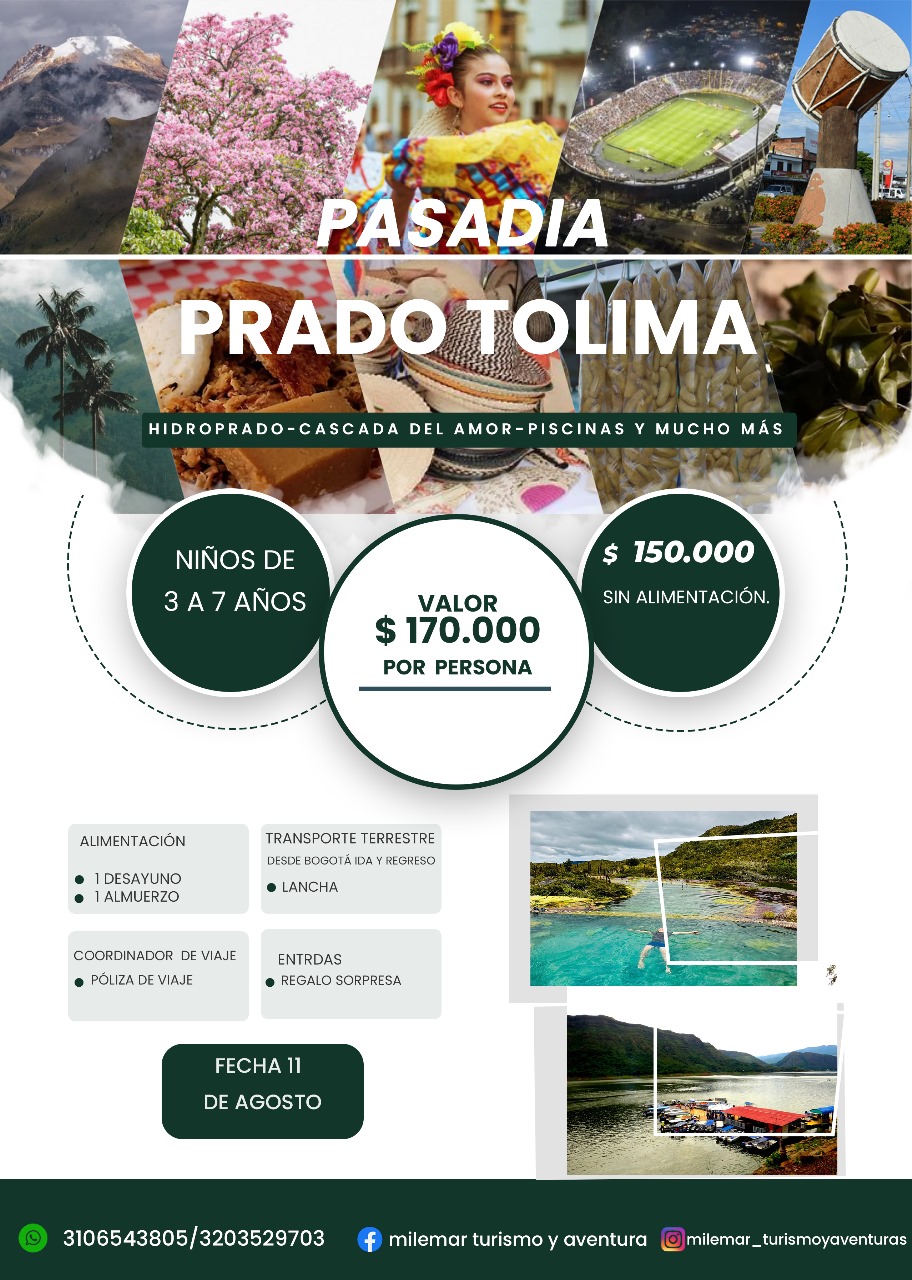 PASADIA
PRADO TOLIMA
HIDROPRADO-CASCADA DEL AMOR-PISCINAS Y MUCHO MÁS
NIÑOS DE
3 A 7 AÑOS
VALOR
$ 170.000
POR PERSONA
$ 150.000
SIN ALIMENTACIÓN.
ALIMENTACIÓN
1 DESAYUNO
1 ALMUERZO
TRANSPORTE TERRESTRE
DESDE BOGOTÁ IDA Y REGRESO
LANCHA
COORDINADOR DE VIAJE
PÓLIZA DE VIAJE
ENTRDAS
REGALO SORPRESA
FECHA 11
DE AGOSTO
3106543805/3203529703
milemar turismo y aventura
milemar_turismoyaventuras